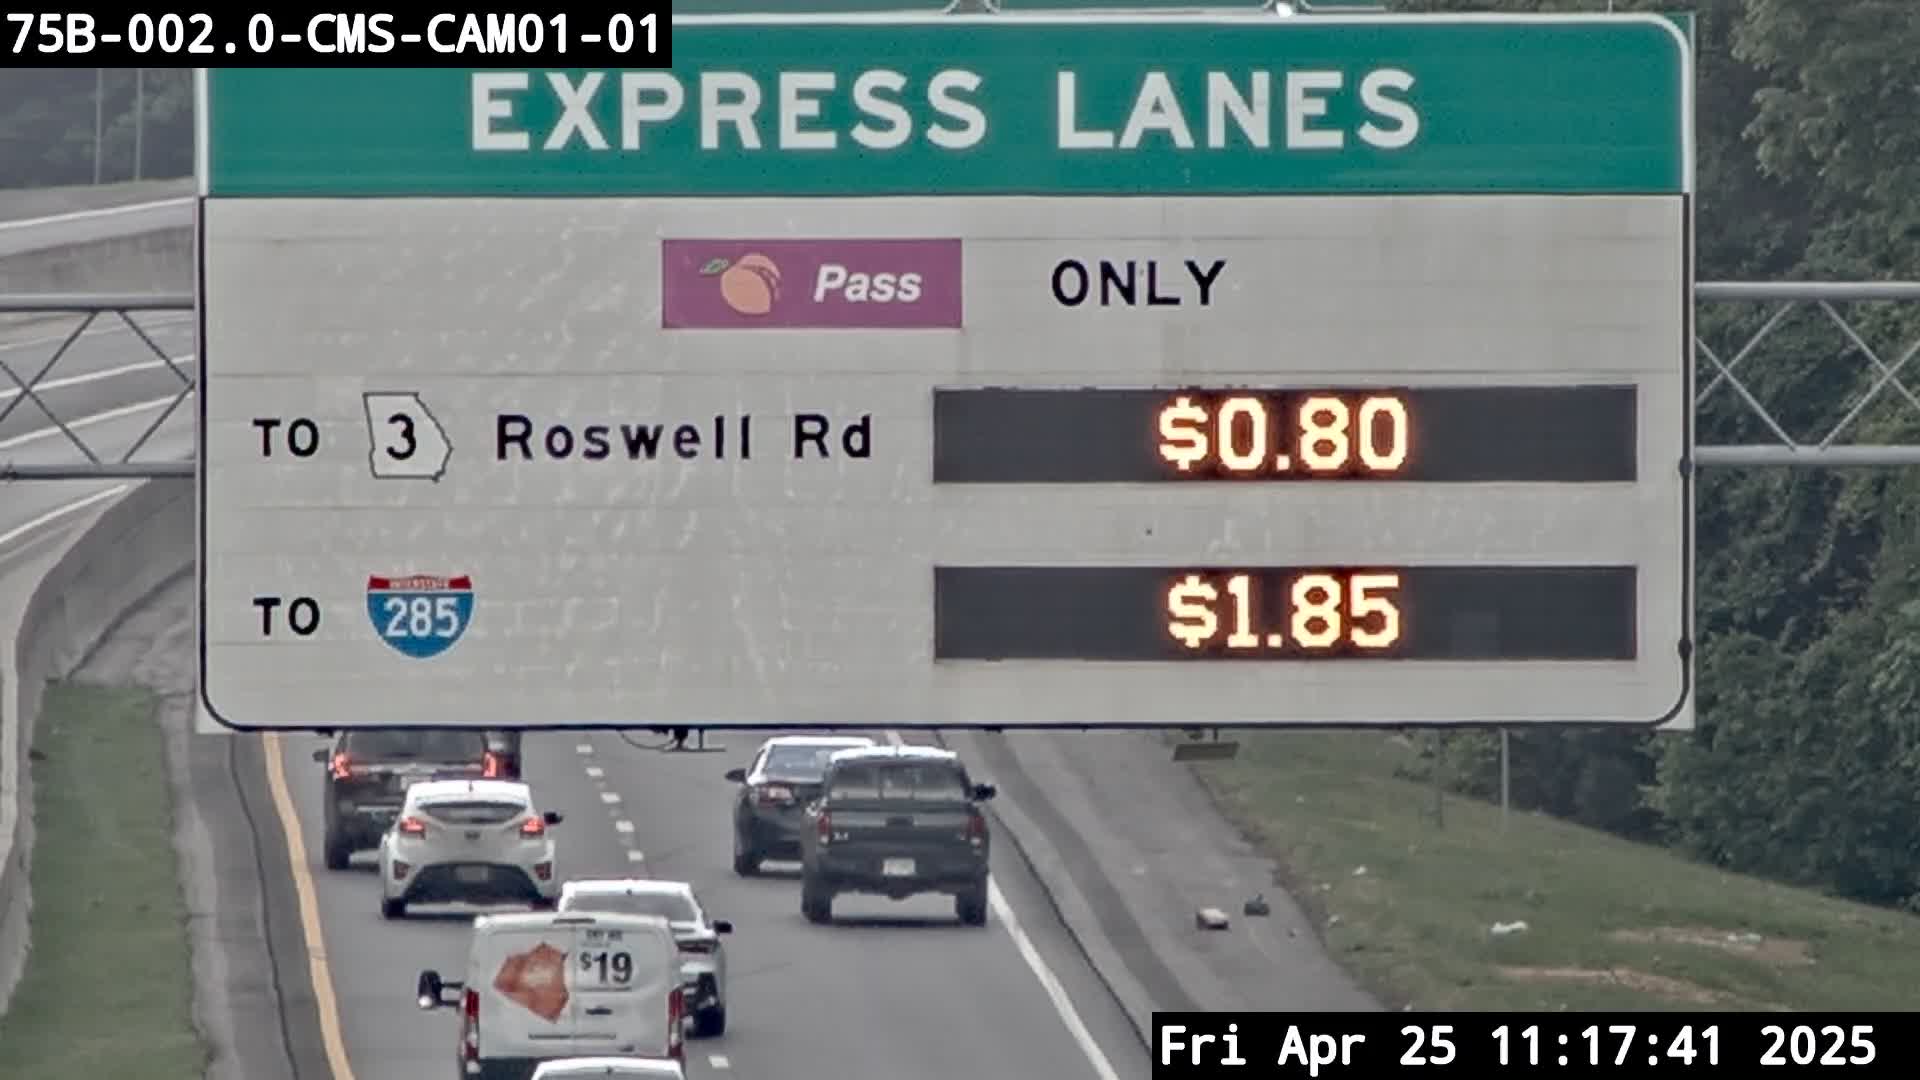 75B-002.0-CMS-CAM01-01
EXPRESS LANES
Pass ONLY
TO 3 Roswell Rd $0.80
TO INTERSTATE 285 $1.85
$19
Fri Apr 25 11:17:41 2025